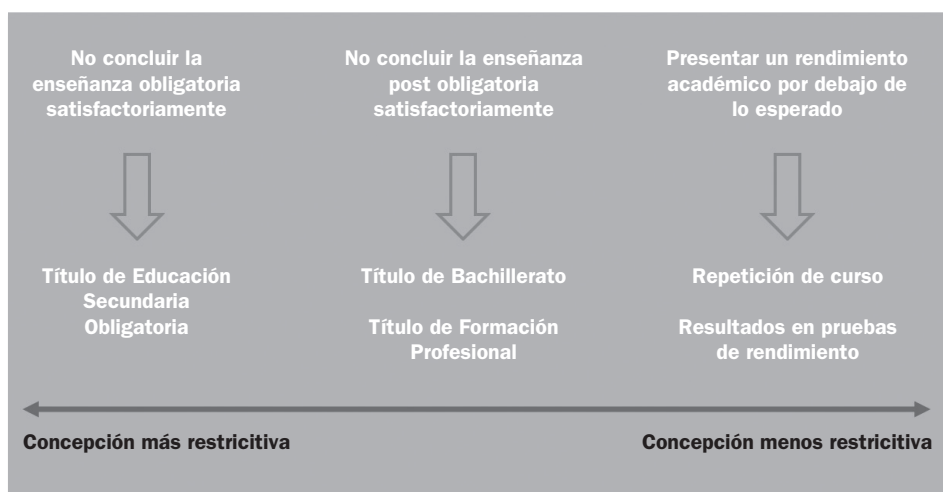 No concluir la
enseñanza obligatoria
satisfactoriamente
No concluir la enseñanza
post obligatoria
satisfactoriamente
Presentar un rendimiento
académico por debajo de
lo esperado
Título de Educación
Secundaria
Obligatoria
Título de Bachillerato
Título de Formación
Profesional
Repetición de curso
Resultados en pruebas
de rendimiento
Concepción más restricitiva
Concepción menos restricitiva